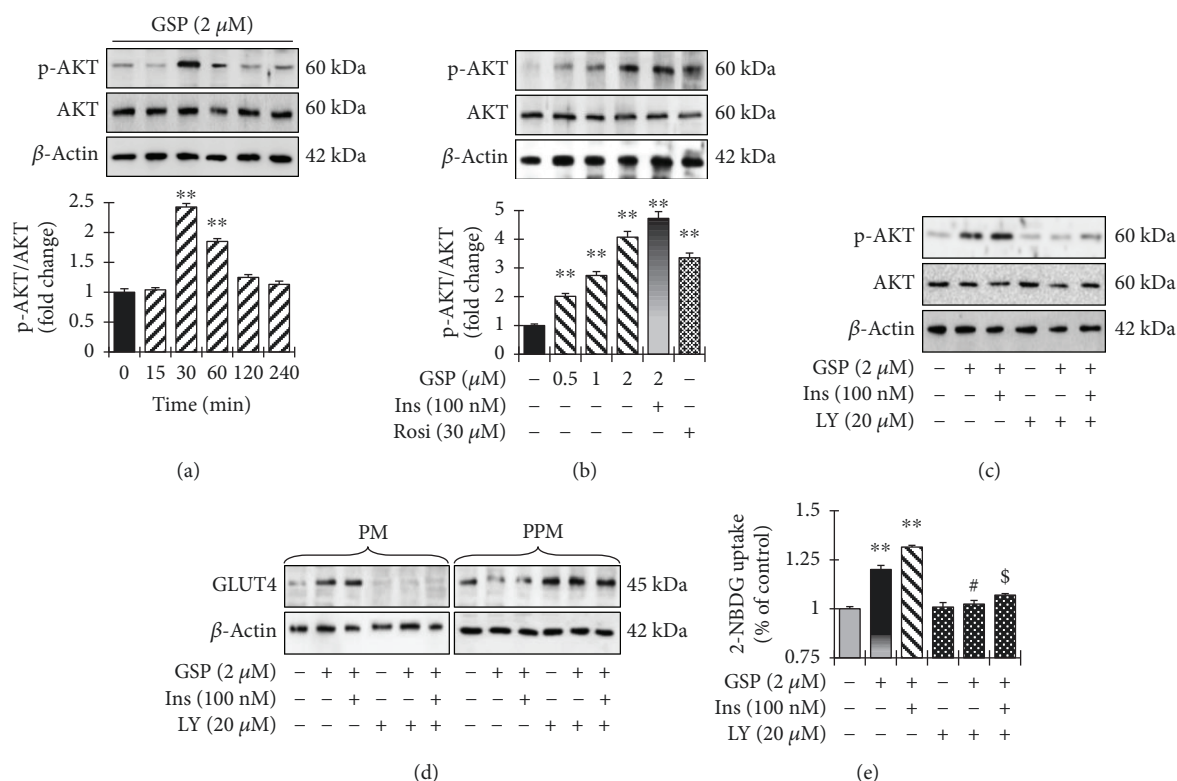 GSP (2 μM)
p-AKT 60 kDa
AKT 60 kDa
β-Actin 42 kDa
p-AKT/AKT
(fold change)
2.5
2
1.5
1
0.5
0
** **
0 15 30 60 120 240
Time (min)
(a)
p-AKT 60 kDa
AKT 60 kDa
β-Actin 42 kDa
p-AKT/AKT
(fold change)
5
4
3
2
1
0
** ** ** ** **
GSP (μM) – 0.5 1 2 2 –
Ins (100 nM) – – – – + –
Rosi (30 μM) – – – – – +
(b)
p-AKT 60 kDa
AKT 60 kDa
β-Actin 42 kDa
GSP (2 μM) – + + – + +
Ins (100 nM) – – + – – +
LY (20 μM) – – – + + +
(c)
PM PPM
GLUT4 45 kDa
β-Actin 42 kDa
GSP (2 μM) – + + – + + – + + – + +
Ins (100 nM) – – + – – + – – + – – +
LY (20 μM) – – – + + + – – – + + +
(d)
2-NBDG uptake
(% of control)
1.5
1.25
1
0.75
** ** # $
GSP (2 μM) – + + – + +
Ins (100 nM) – – + – – +
LY (20 μM) – – – + + +
(e)